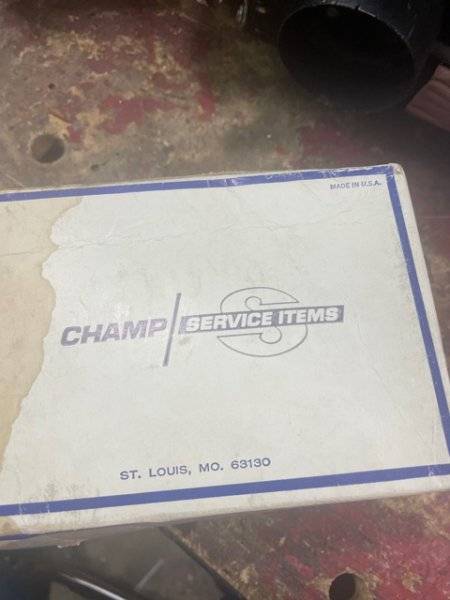 MADE IN U.S.A.
CHAMP SERVICE ITEMS
ST. LOUIS, MO. 63130